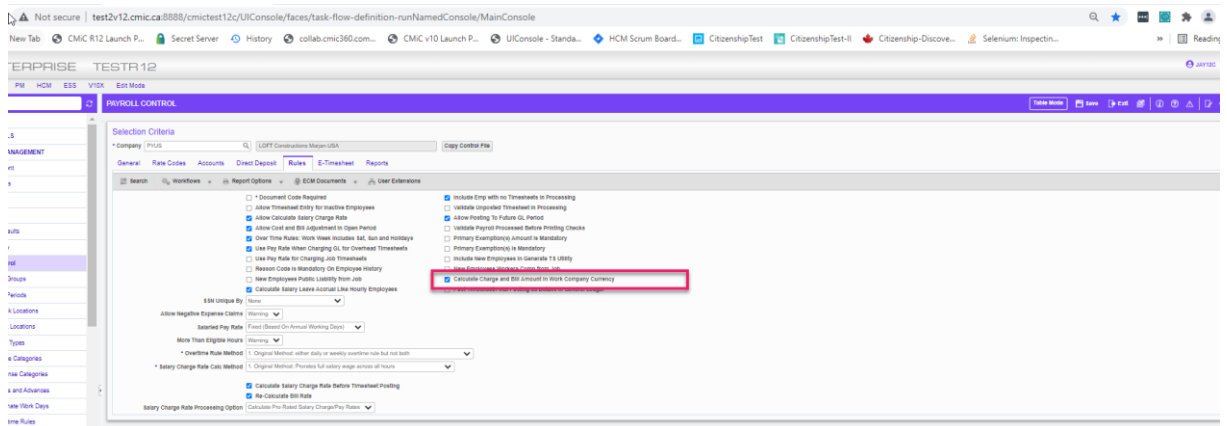 Not secure | test2v12.cmic.ca:8888/cmictest12c/UIConsole/faces/task-flow-definition-runNamedConsole/MainConsole
New Tab CMiC R12 Launch P... Secret Server History collab.cmic360.com... CMiC v10 Launch P... UIConsole - Standa... HCM Scrum Board... CitizenshipTest CitizenshipTest-II Citizenship-Discove... Selenium: Inspectin... » Reading
TERPRISE TESTR12 JAY12C
PM HCM ESS V10X Edit Mode
PAYROLL CONTROL Table Mode Save Exit
LS
ANAGEMENT
nt
s
aults
rol
Groups
Periods
k Locations
Locations
Types
e Categories
nse Categories
s and Advances
nate Work Days
time Rules
Selection Criteria
* Company PYUS LOFT Constructions Marjer-USA Copy Control File
General Rate Codes Accounts Direct Deposit Rules E-Timesheet Reports
Search Workflows Report Options ECM Documents User Extensions
* Document Code Required Include Emp with no Timesheets in Processing
Allow Timesheet Entry for Inactive Employees Validate Unposted Timesheet in Processing
Allow Calculate Salary Charge Rate Allow Posting To Future GL Period
Allow Cost and Bill Adjustment In Open Period Validate Payroll Processed Before Printing Checks
Over Time Rules: Work Week Includes Sat, Sun and Holidays Primary Exemption(s) Amount is Mandatory
Use Pay Rate When Charging GL for Overhead Timesheets Primary Exemption(s) is Mandatory
Use Pay Rate for Charging Job Timesheets Include New Employees in Generate TS Utility
Reason Code is Mandatory On Employee History New Employees Workers Comp from Job
New Employees Public Liability from Job Calculate Charge and Bill Amount in Work Company Currency
Calculate Salary Leave Accrual Like Hourly Employees
SSN Unique By None
Allow Negative Expense Claims Warning
Salaried Pay Rate Fixed (Based On Annual Working Days)
More Than Eligible Hours Warning
* Overtime Rule Method 1. Original Method: either daily or weekly overtime rule but not both
* Salary Charge Rate Calc Method 1. Original Method: Prorates full salary wage across all hours
Calculate Salary Charge Rate Before Timesheet Posting
Re-Calculate Bill Rate
Salary Charge Rate Processing Option Calculate Pro-Rated Salary Charge/Pay Rates